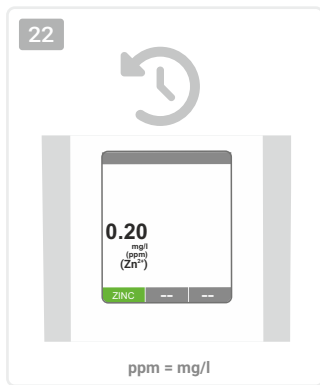 22
0.20
mg/l
(ppm)
(Zn²⁺)
ZINC -- --
ppm = mg/l